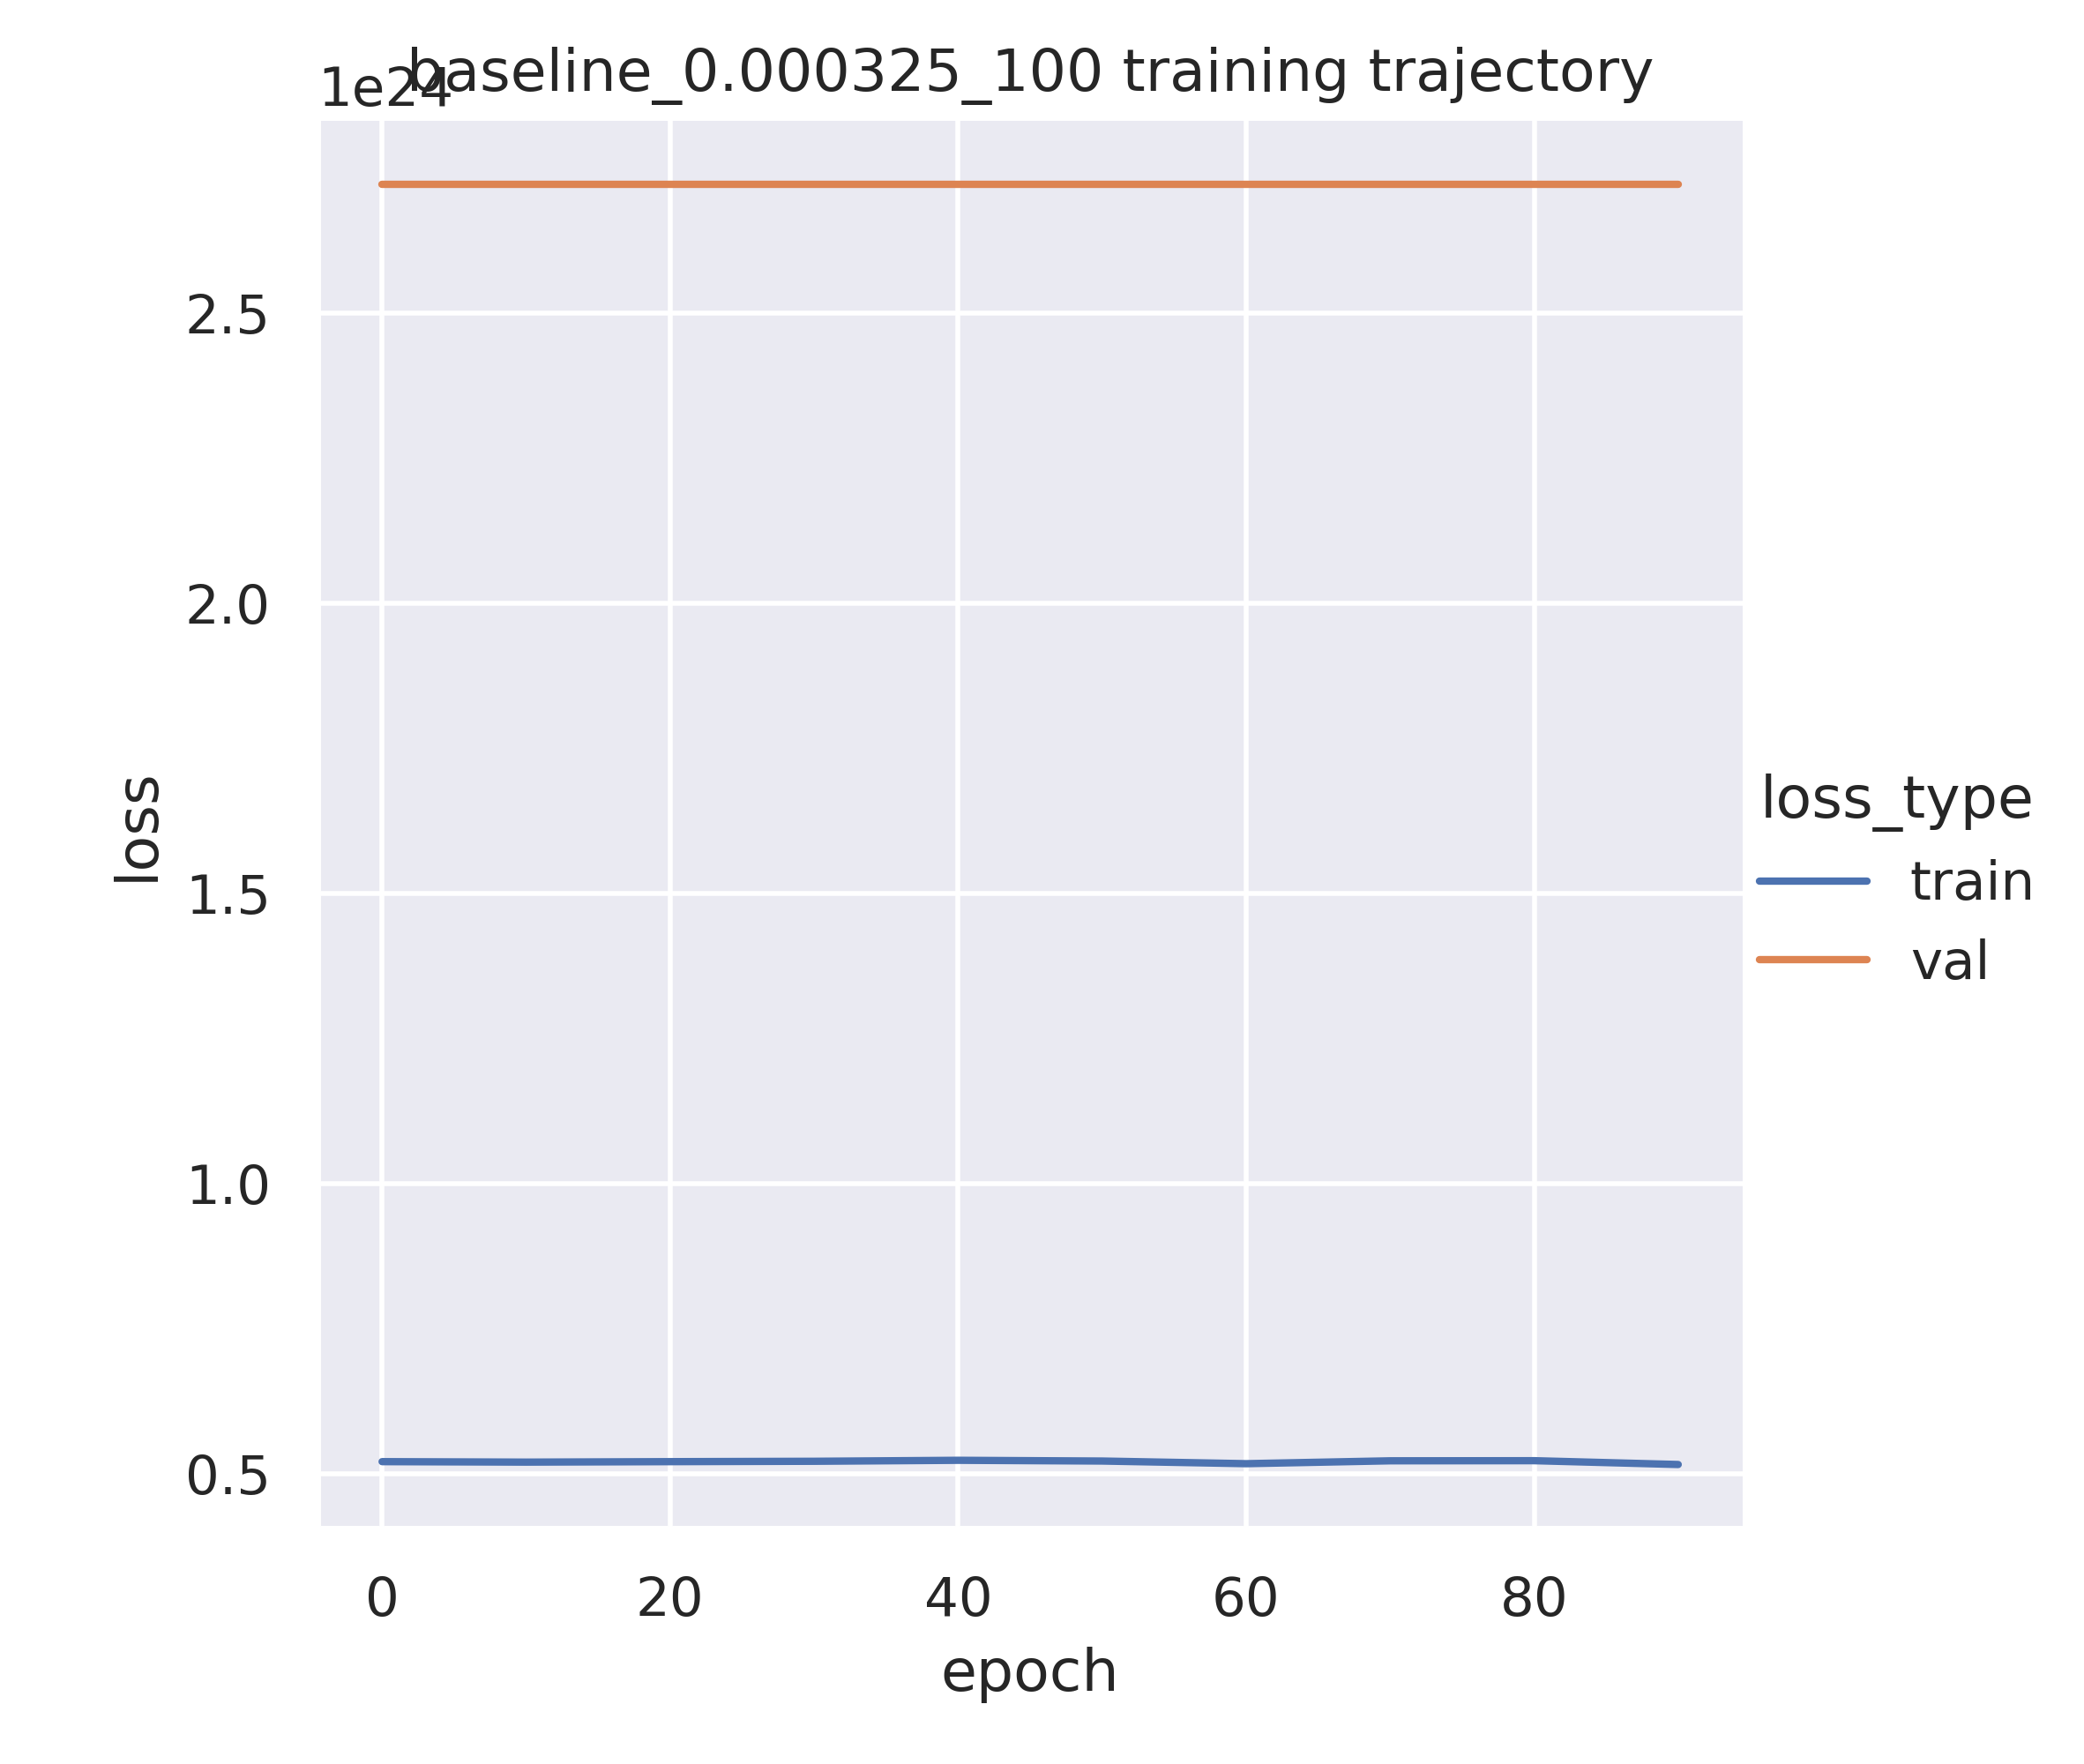 baseline_0.000325_100 training trajectory
1e24
2.5
2.0
1.5
1.0
0.5
loss
0 20 40 60 80
epoch
loss_type
train
val